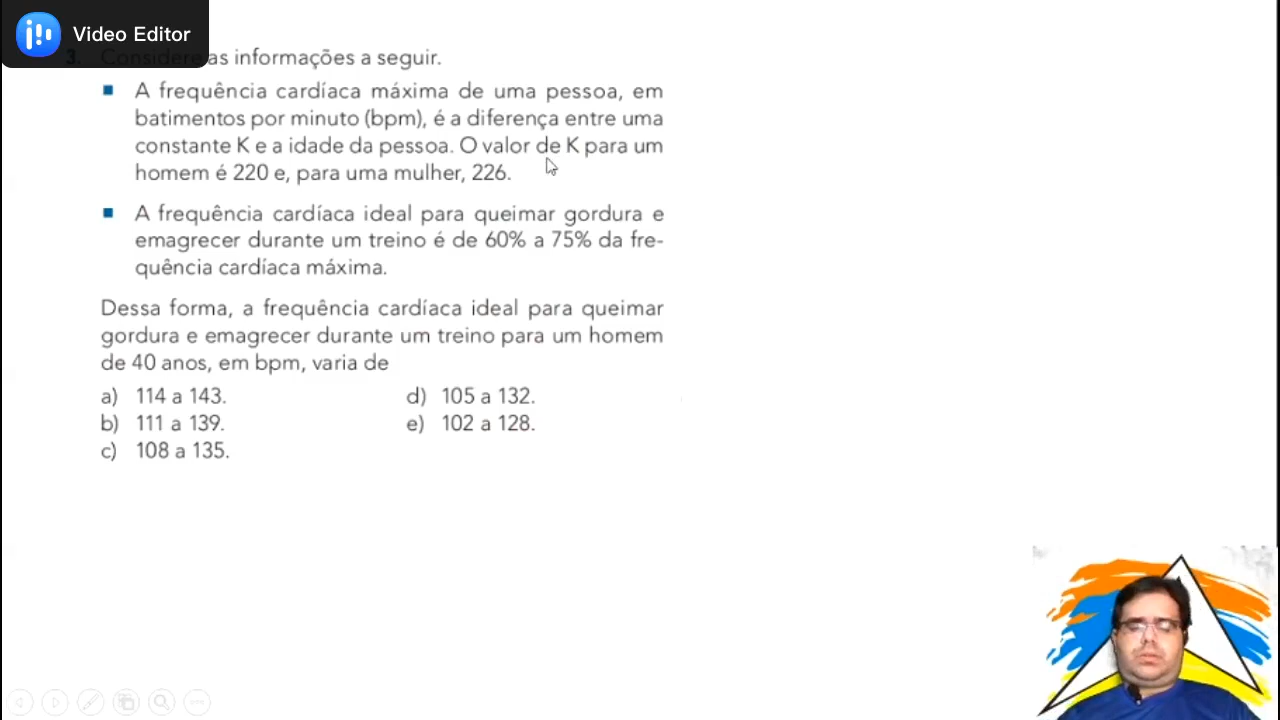 Video Editor
3. Considere as informações a seguir.
■ A frequência cardíaca máxima de uma pessoa, em
batimentos por minuto (bpm), é a diferença entre uma
constante K e a idade da pessoa. O valor de K para um
homem é 220 e, para uma mulher, 226.
■ A frequência cardíaca ideal para queimar gordura e
emagrecer durante um treino é de 60% a 75% da fre-
quência cardíaca máxima.
Dessa forma, a frequência cardíaca ideal para queimar
gordura e emagrecer durante um treino para um homem
de 40 anos, em bpm, varia de
a) 114 a 143.
b) 111 a 139.
c) 108 a 135.
d) 105 a 132.
e) 102 a 128.